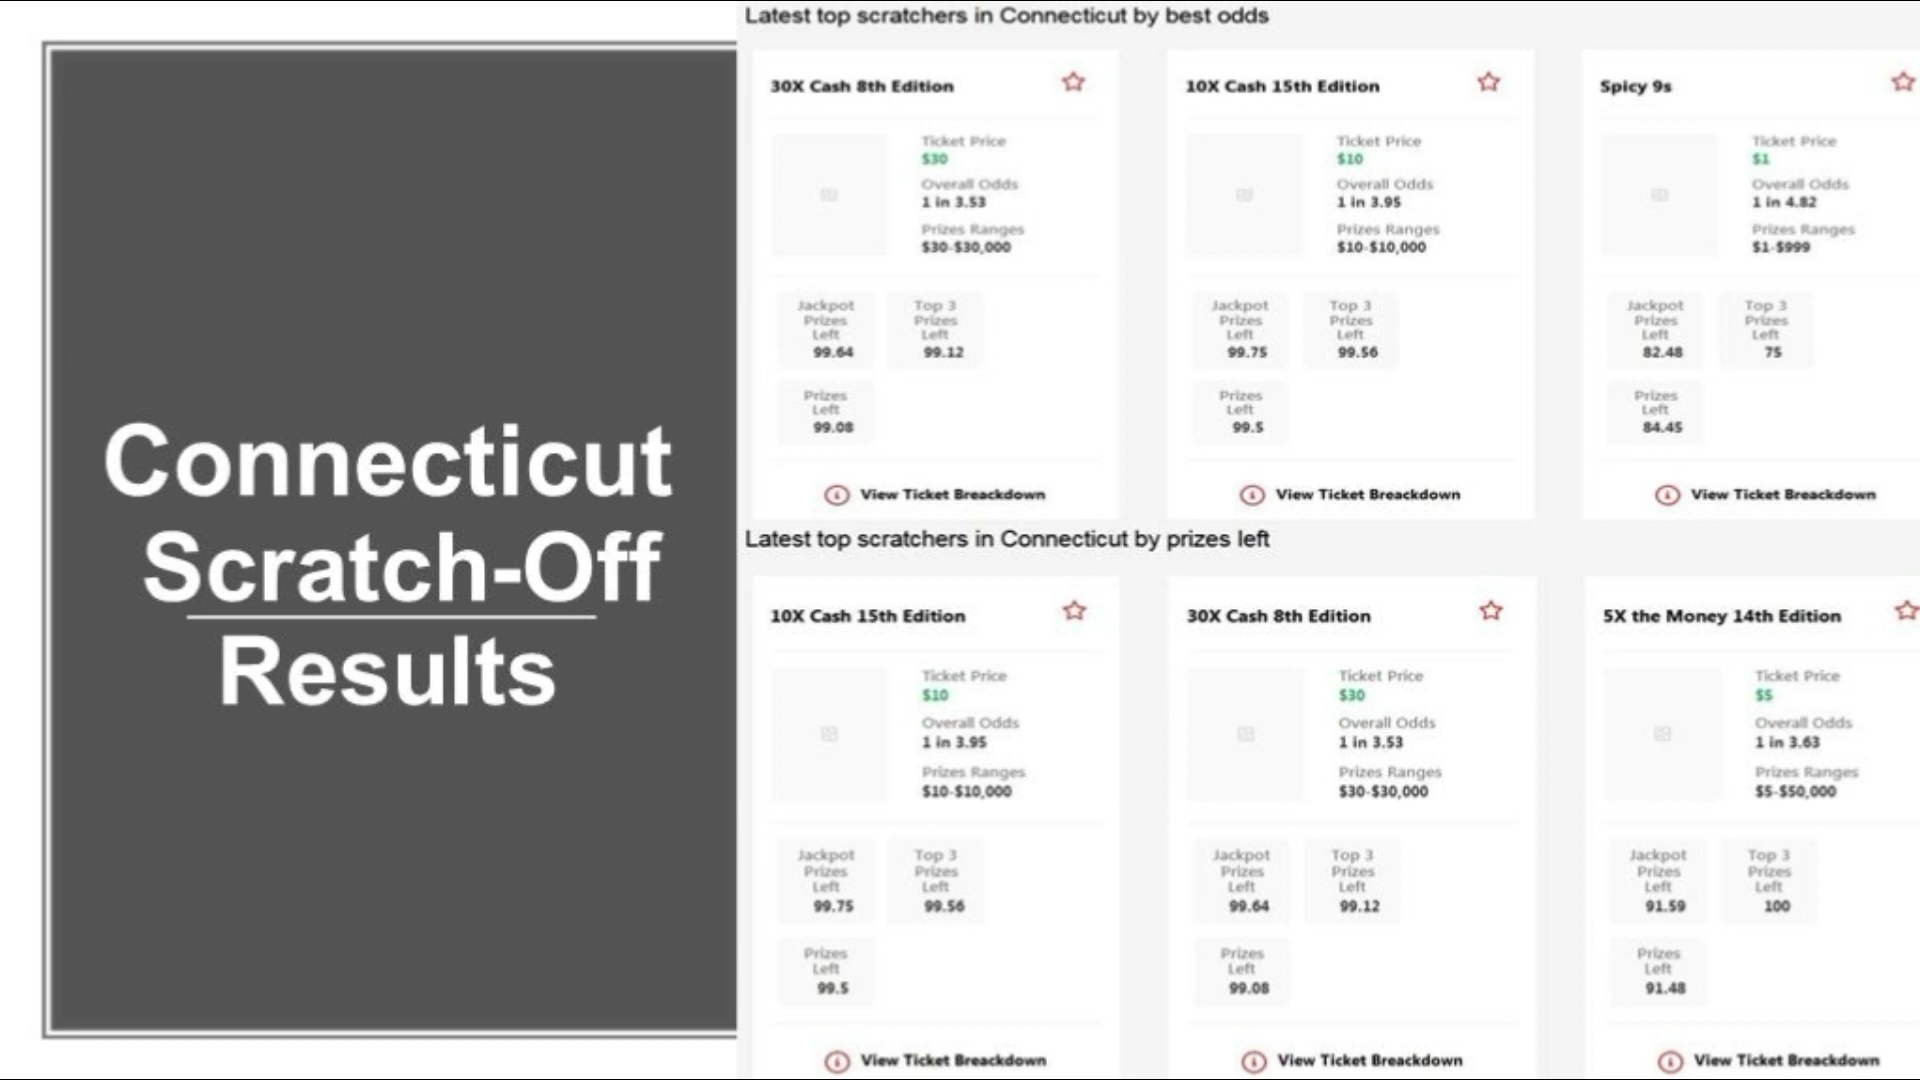 Connecticut
Scratch-Off
Results
Latest top scratchers in Connecticut by best odds
30X Cash 8th Edition
Ticket Price
$30
Overall Odds
1 in 3.53
Prizes Ranges
$30-$30,000
Jackpot
Prizes
Left
99.64
Top 3
Prizes
Left
99.12
Prizes
Left
99.08
View Ticket Breakdown
10X Cash 15th Edition
Ticket Price
$10
Overall Odds
1 in 3.95
Prizes Ranges
$10-$10,000
Jackpot
Prizes
Left
99.75
Top 3
Prizes
Left
99.56
Prizes
Left
99.5
View Ticket Breakdown
Spicy 9s
Ticket Price
$1
Overall Odds
1 in 4.82
Prizes Ranges
$1-$999
Jackpot
Prizes
Left
82.48
Top 3
Prizes
Left
75
Prizes
Left
84.45
View Ticket Breakdown
Latest top scratchers in Connecticut by prizes left
10X Cash 15th Edition
Ticket Price
$10
Overall Odds
1 in 3.95
Prizes Ranges
$10-$10,000
Jackpot
Prizes
Left
99.75
Top 3
Prizes
Left
99.56
Prizes
Left
99.5
View Ticket Breakdown
30X Cash 8th Edition
Ticket Price
$30
Overall Odds
1 in 3.53
Prizes Ranges
$30-$30,000
Jackpot
Prizes
Left
99.64
Top 3
Prizes
Left
99.12
Prizes
Left
99.08
View Ticket Breakdown
5X the Money 14th Edition
Ticket Price
$5
Overall Odds
1 in 3.63
Prizes Ranges
$5-$50,000
Jackpot
Prizes
Left
91.59
Top 3
Prizes
Left
100
Prizes
Left
91.48
View Ticket Breakdown